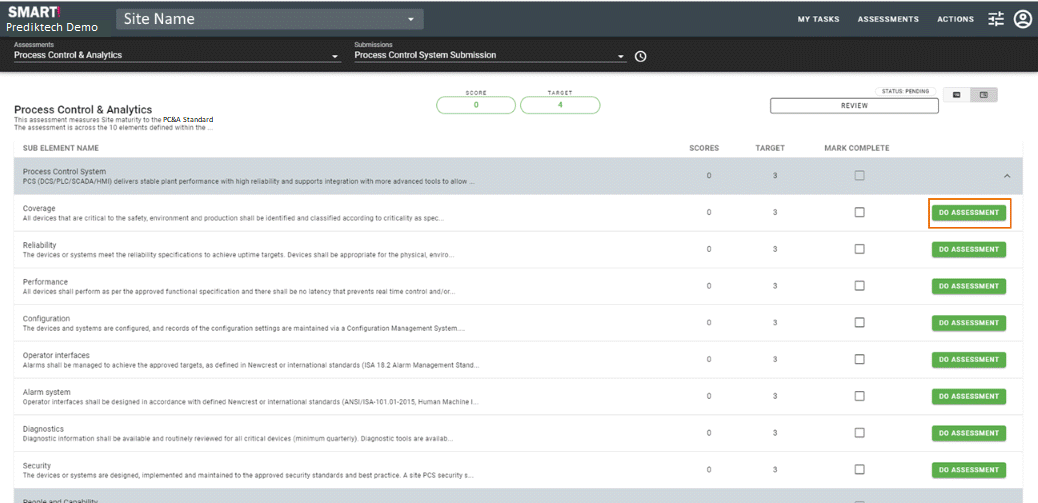 SMART!
Prediktech Demo
Site Name
MY TASKS
ASSESSMENTS
ACTIONS
Assessments
Process Control & Analytics
Submissions
Process Control System Submission
SCORE
0
TARGET
4
STATUS: PENDING
REVIEW
Process Control & Analytics
This assessment measures Site maturity to the PC&A Standard
The assessment is across the 10 elements defined within the ...
SUB ELEMENT NAME SCORES TARGET MARK COMPLETE
Process Control System 0 3
PCS (DCS/PLC/SCADA/HMI) delivers stable plant performance with high reliability and supports integration with more advanced tools to allow ...
Coverage 0 3 DO ASSESSMENT
All devices that are critical to the safety, environment and production shall be identified and classified according to criticality as spec...
Reliability 0 3 DO ASSESSMENT
The devices or systems meet the reliability specifications to achieve uptime targets. Devices shall be appropriate for the physical, enviro...
Performance 0 3 DO ASSESSMENT
All devices shall perform as per the approved functional specification and there shall be no latency that prevents real time control and/or...
Configuration 0 3 DO ASSESSMENT
The devices and systems are configured, and records of the configuration settings are maintained via a Configuration Management System....
Operator Interfaces 0 3 DO ASSESSMENT
Alarms shall be managed to achieve the approved targets, as defined in Newcrest or international standards (ISA 18.2 Alarm Management Stand...
Alarm system 0 3 DO ASSESSMENT
Operator interfaces shall be designed in accordance with defined Newcrest or international standards (ANSI/ISA-101.01-2015, Human Machine I...
Diagnostics 0 3 DO ASSESSMENT
Diagnostic information shall be available and routinely reviewed for all critical devices (minimum quarterly). Diagnostic tools are availab...
Security 0 3 DO ASSESSMENT
The devices or systems are designed, implemented and maintained to the approved security standards and best practice. A site PCS security s...
People and Capability